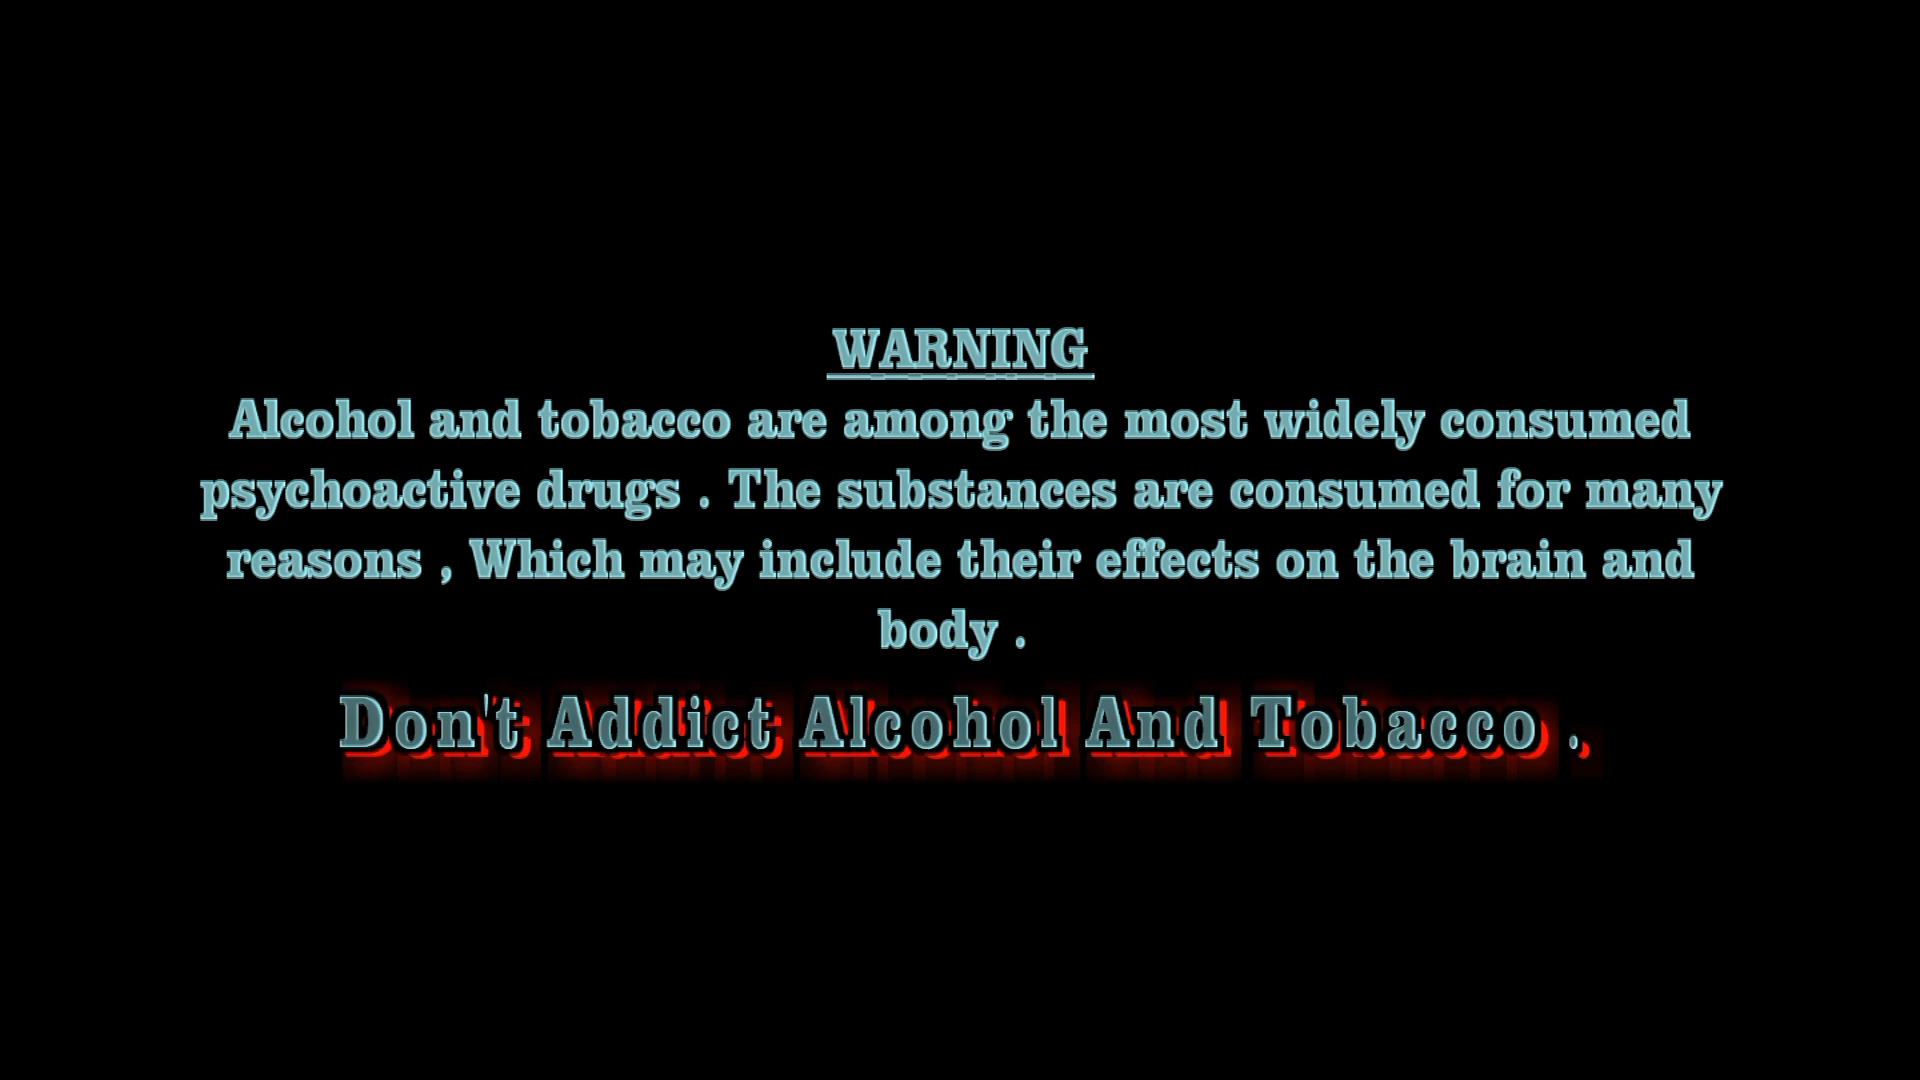 WARNING
Alcohol and tobacco are among the most widely consumed
psychoactive drugs . The substances are consumed for many
reasons , Which may include their effects on the brain and
body .
Don't Addict Alcohol And Tobacco .